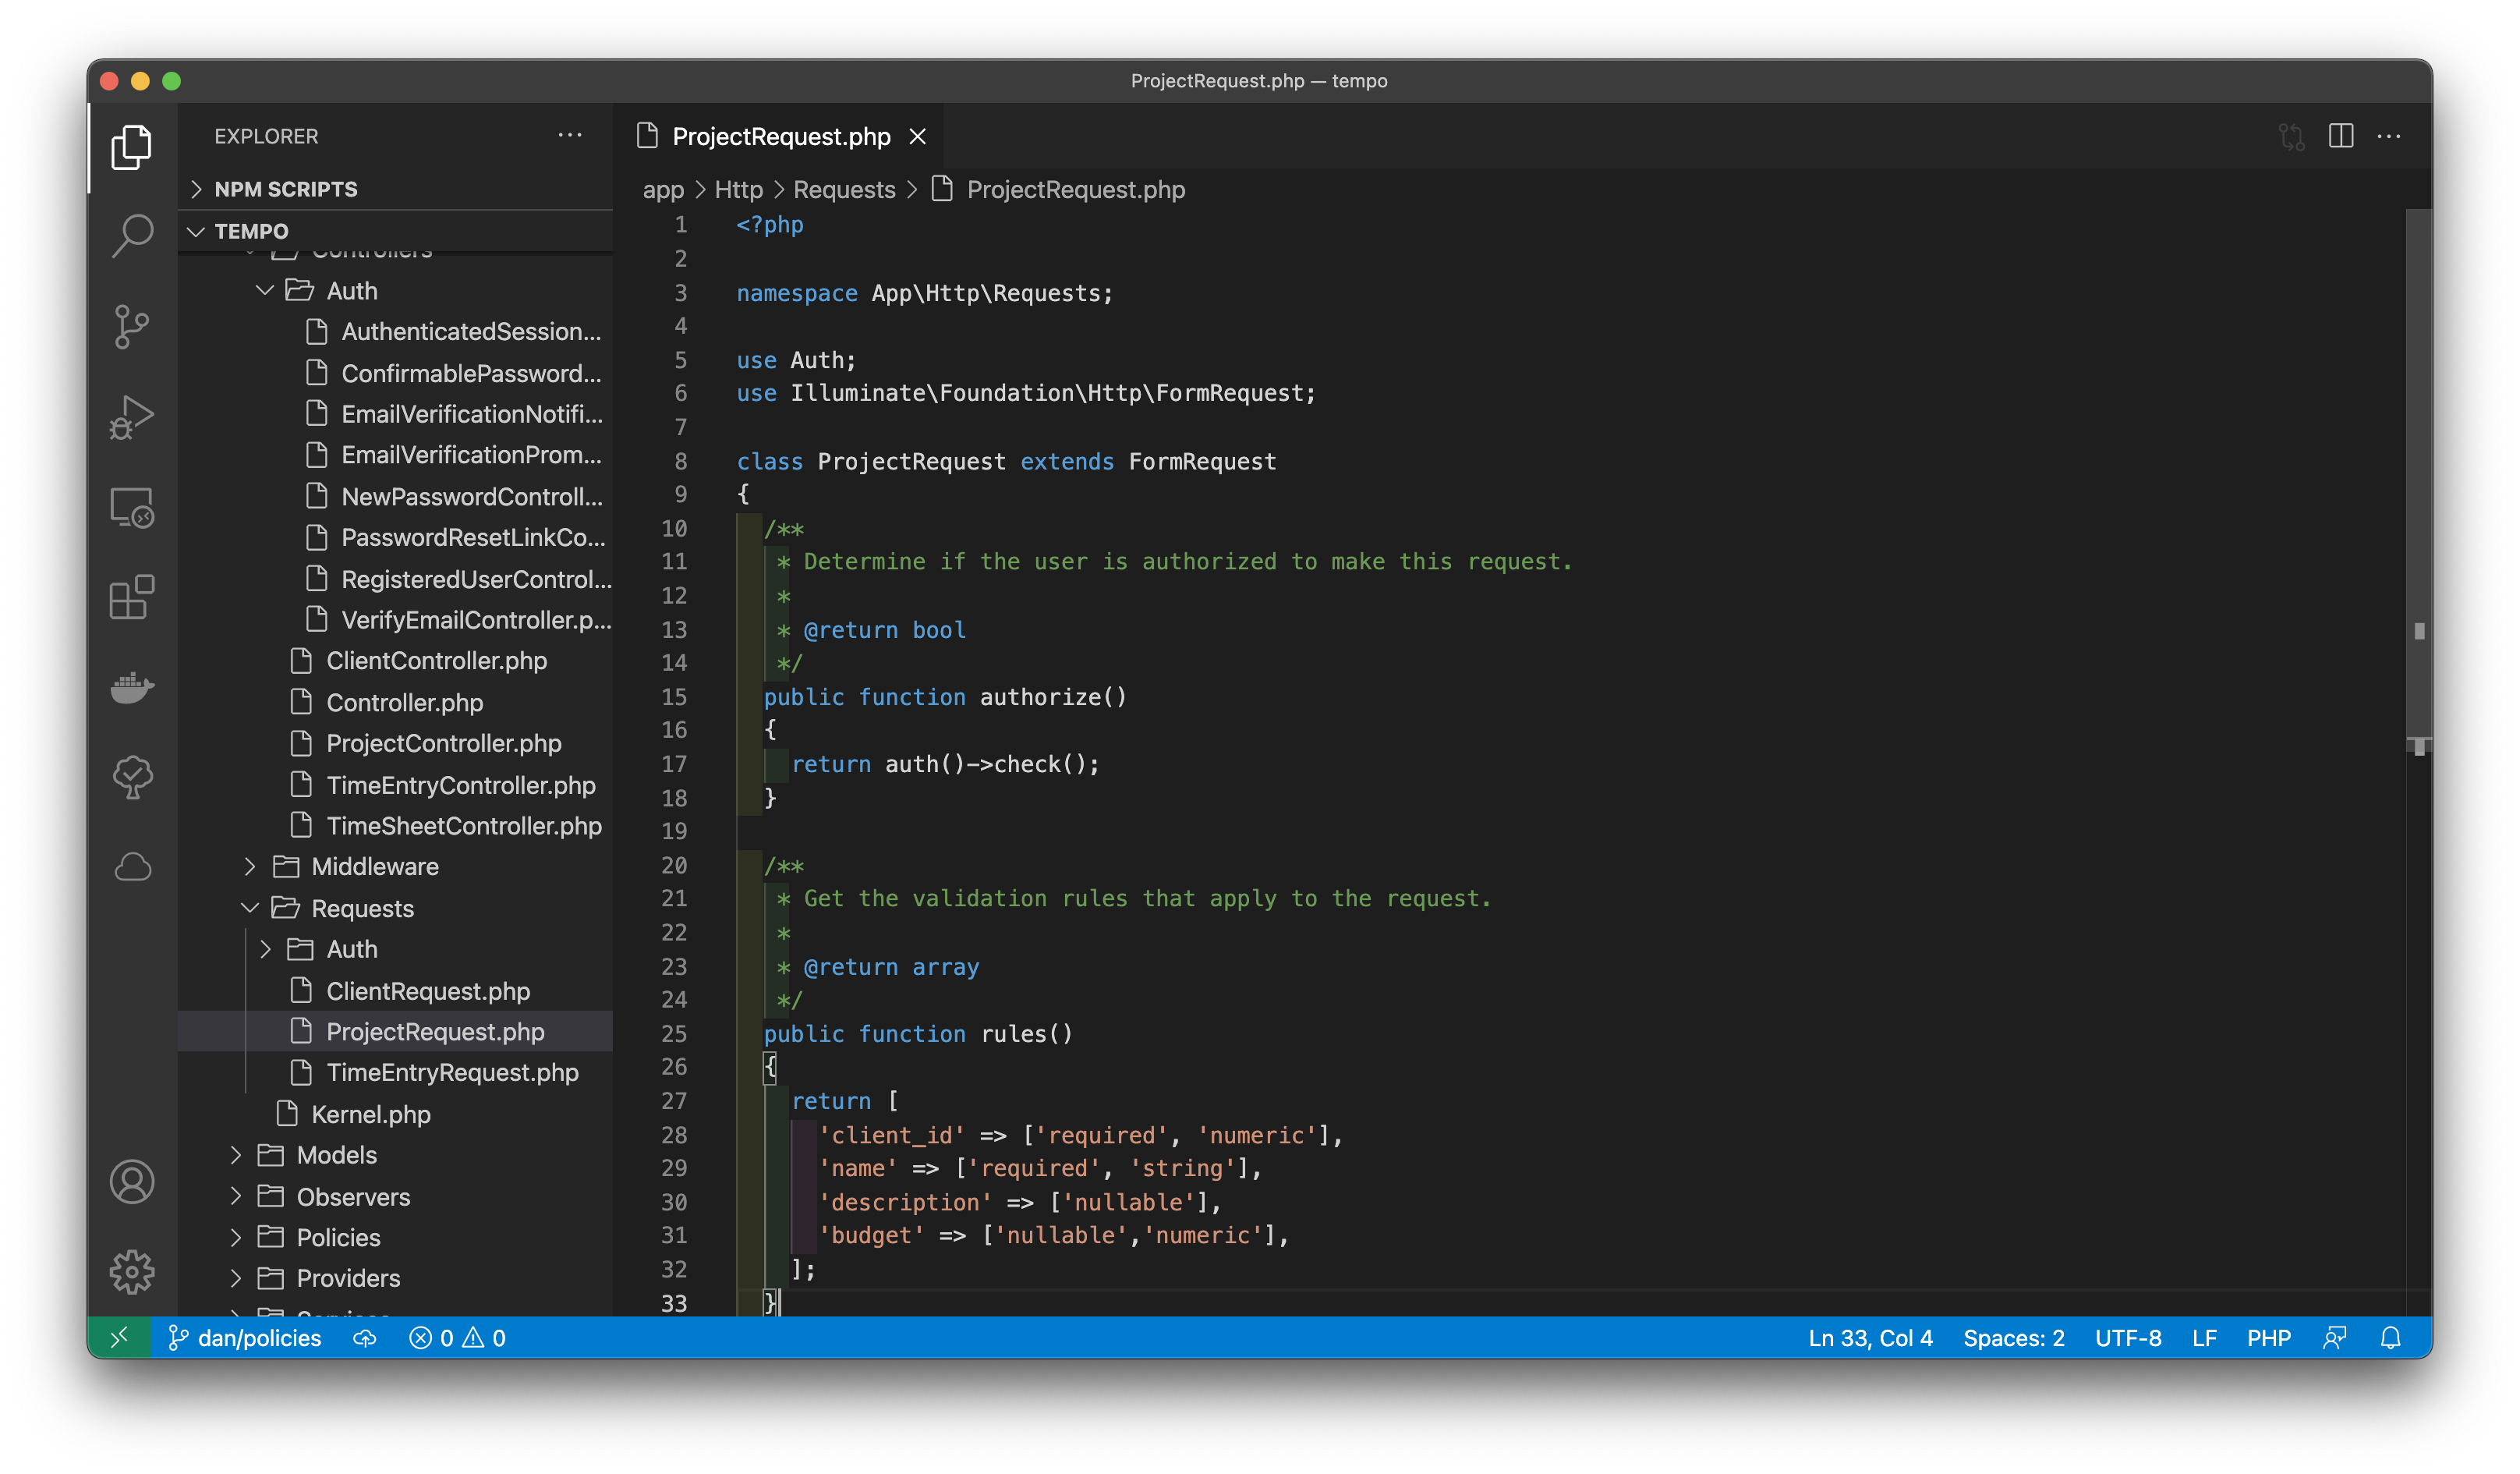 ProjectRequest.php — tempo
EXPLORER
NPM SCRIPTS
TEMPO
Controllers
Auth
AuthenticatedSession...
ConfirmablePassword...
EmailVerificationNotifi...
EmailVerificationProm...
NewPasswordControll...
PasswordResetLinkCo...
RegisteredUserControl...
VerifyEmailController.p...
ClientController.php
Controller.php
ProjectController.php
TimeEntryController.php
TimeSheetController.php
Middleware
Requests
Auth
ClientRequest.php
ProjectRequest.php
TimeEntryRequest.php
Kernel.php
Models
Observers
Policies
Providers
Services
ProjectRequest.php
app > Http > Requests > ProjectRequest.php
1 <?php
2
3 namespace App\Http\Requests;
4
5 use Auth;
6 use Illuminate\Foundation\Http\FormRequest;
7
8 class ProjectRequest extends FormRequest
9 {
10 /**
11 * Determine if the user is authorized to make this request.
12 *
13 * @return bool
14 */
15 public function authorize()
16 {
17 return auth()->check();
18 }
19
20 /**
21 * Get the validation rules that apply to the request.
22 *
23 * @return array
24 */
25 public function rules()
26 {
27 return [
28 'client_id' => ['required', 'numeric'],
29 'name' => ['required', 'string'],
30 'description' => ['nullable'],
31 'budget' => ['nullable','numeric'],
32 ];
33 }
dan/policies 0 0 Ln 33, Col 4 Spaces: 2 UTF-8 LF PHP